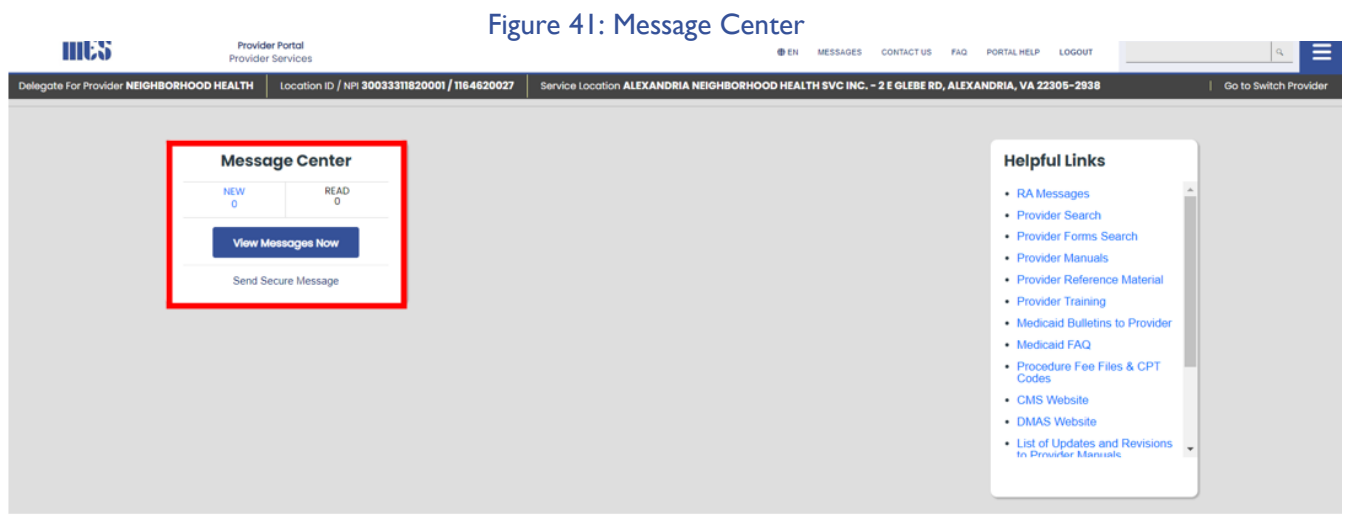 Figure 41: Message Center
mes
Provider Portal
Provider Services
EN MESSAGES CONTACT US FAQ PORTAL HELP LOGOUT
Delegate For Provider NEIGHBORHOOD HEALTH Location ID / NPI 30033311820001 / 1164620027 Service Location ALEXANDRIA NEIGHBORHOOD HEALTH SVC INC. - 2 E GLEBE RD, ALEXANDRIA, VA 22305-2938 | Go to Switch Provider
Message Center
NEW READ
0 0
View Messages Now
Send Secure Message
Helpful Links
• RA Messages
• Provider Search
• Provider Forms Search
• Provider Manuals
• Provider Reference Material
• Provider Training
• Medicaid Bulletins to Provider
• Medicaid FAQ
• Procedure Fee Files & CPT
Codes
• CMS Website
• DMAS Website
• List of Updates and Revisions
to Provider Manuals